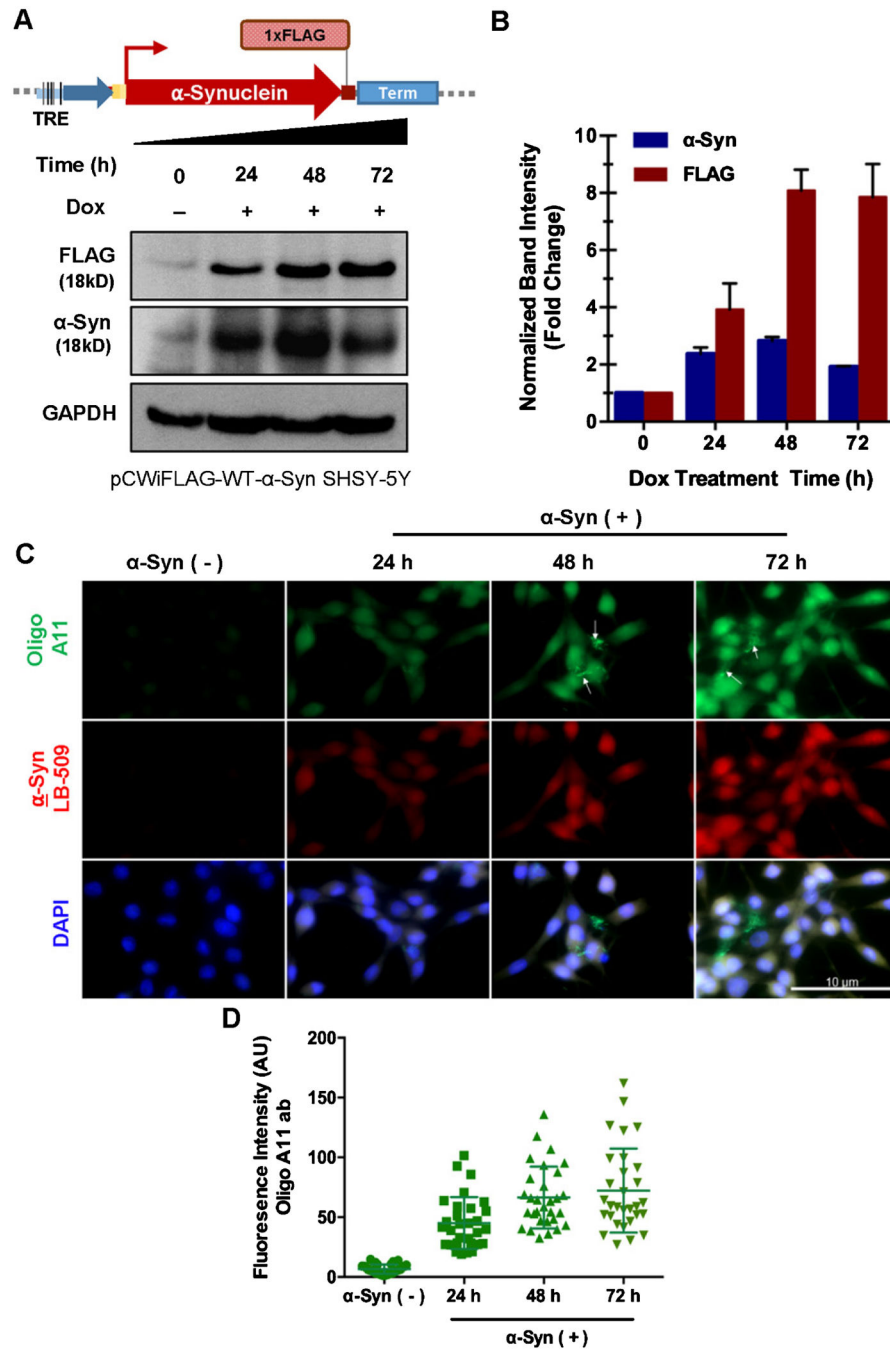 A
1xFLAG
α-Synuclein
Term
TRE
Time (h)
0 24 48 72
Dox
– + + +
FLAG
(18kD)
α-Syn
(18kD)
GAPDH
pCWiFLAG-WT-α-Syn SHSY-5Y
B
α-Syn
FLAG
Normalized Band Intensity
(Fold Change)
10
8
6
4
2
0
0 24 48 72
Dox Treatment Time (h)
C
α-Syn ( + )
α-Syn ( - ) 24 h 48 h 72 h
Oligo
A11
α-Syn
LB-509
DAPI
10 μm
D
Fluoresence Intensity (AU)
Oligo A11 ab
200
150
100
50
0
α-Syn ( - ) 24 h 48 h 72 h
α-Syn ( + )